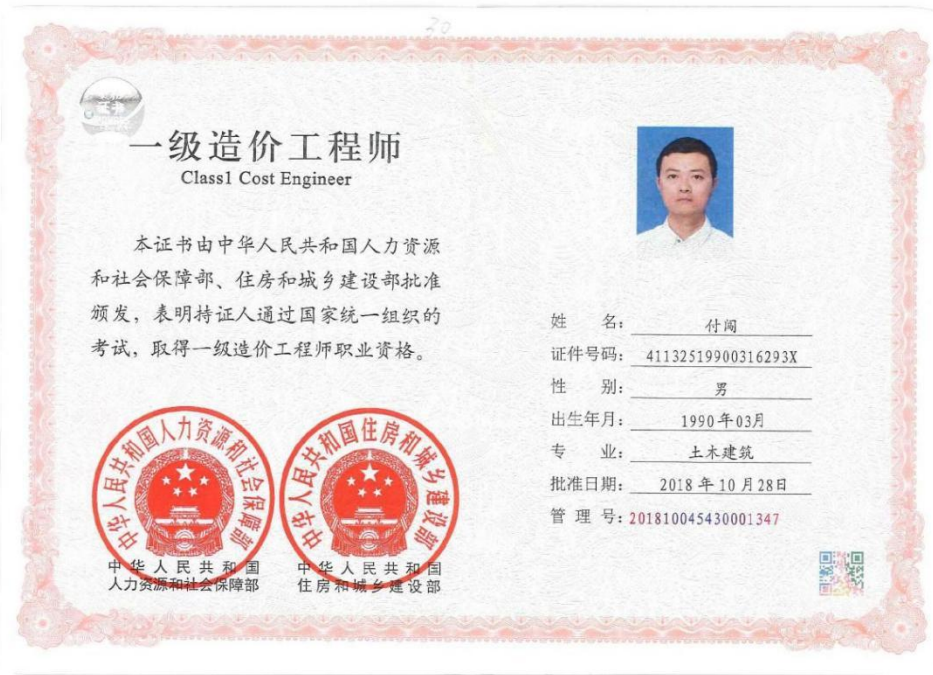 20
一级造价工程师
Class1 Cost Engineer
本证书由中华人民共和国人力资源
和社会保障部、住房和城乡建设部批准
颁发，表明持证人通过国家统一组织的
考试，取得一级造价工程师职业资格。
中华人民共和国人力资源和社会保障部
中华人民共和国住房和城乡建设部
中华人民共和国
人力资源和社会保障部
中华人民共和国
住房和城乡建设部
姓 名： 付闯
证件号码： 41132519900316293X
性 别： 男
出生年月： 1990年03月
专 业： 土木建筑
批准日期： 2018年10月28日
管 理 号：201810045430001347